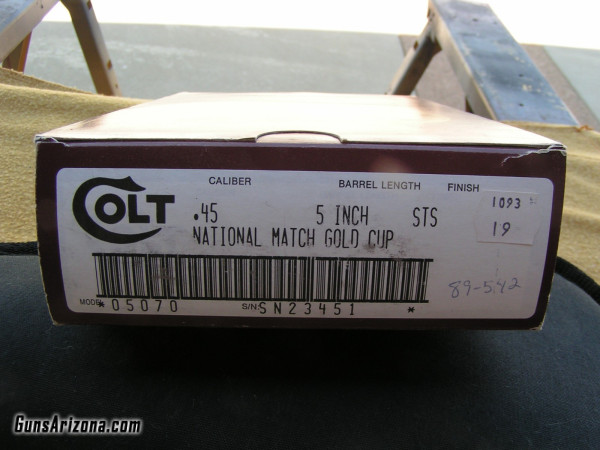 COLT
CALIBER BARREL LENGTH FINISH
.45 5 INCH STS
NATIONAL MATCH GOLD CUP
1093
19
89-542
MODEL *05070 S/N: SN23451 *
GunsArizona.com